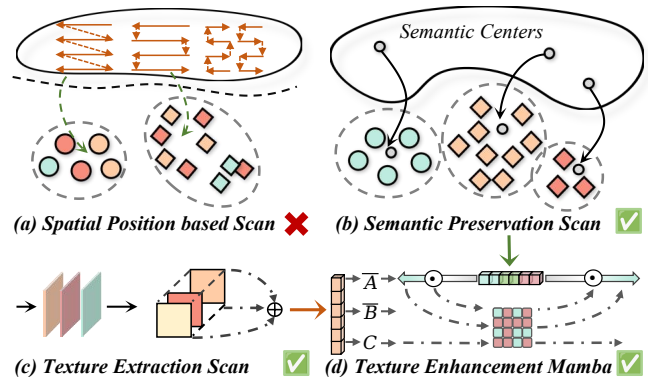 Semantic Centers
(a) Spatial Position based Scan
(b) Semantic Preservation Scan
A
B
C
(c) Texture Extraction Scan
(d) Texture Enhancement Mamba